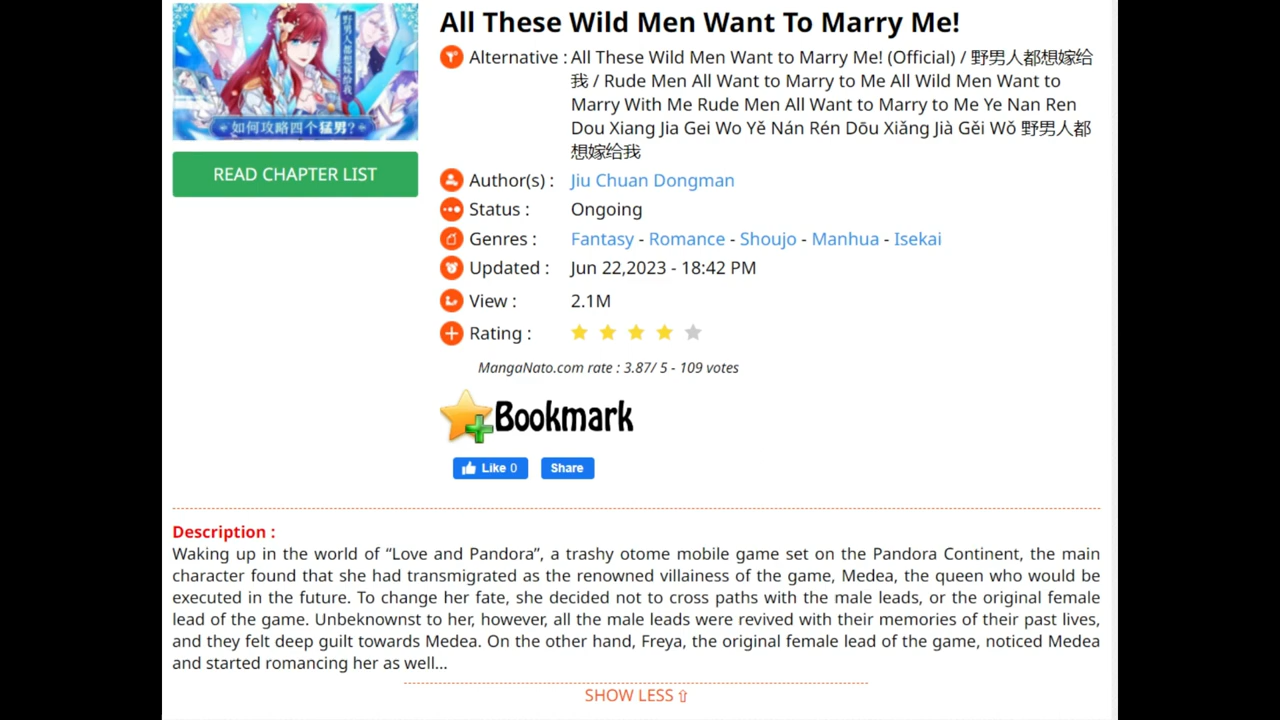 All These Wild Men Want To Marry Me!
野男人都想嫁给我
如何攻略四个猛男?
READ CHAPTER LIST
Alternative : All These Wild Men Want to Marry Me! (Official) / 野男人都想嫁给
我 / Rude Men All Want to Marry to Me All Wild Men Want to
Marry With Me Rude Men All Want to Marry to Me Ye Nan Ren
Dou Xiang Jia Gei Wo Yě Nán Rén Dōu Xiǎng Jià Gěi Wǒ 野男人都
想嫁给我
Author(s) : Jiu Chuan Dongman
Status : Ongoing
Genres : Fantasy - Romance - Shoujo - Manhua - Isekai
Updated : Jun 22,2023 - 18:42 PM
View : 2.1M
Rating :
MangaNato.com rate : 3.87/ 5 - 109 votes
Bookmark
Like 0 Share
Description :
Waking up in the world of “Love and Pandora”, a trashy otome mobile game set on the Pandora Continent, the main
character found that she had transmigrated as the renowned villainess of the game, Medea, the queen who would be
executed in the future. To change her fate, she decided not to cross paths with the male leads, or the original female
lead of the game. Unbeknownst to her, however, all the male leads were revived with their memories of their past lives,
and they felt deep guilt towards Medea. On the other hand, Freya, the original female lead of the game, noticed Medea
and started romancing her as well...
SHOW LESS ⇧